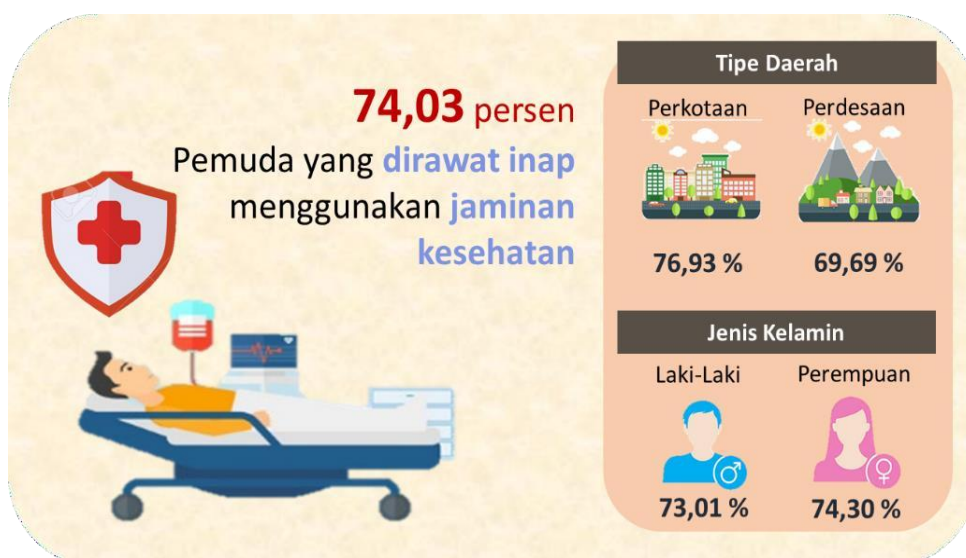 74,03 persen
Pemuda yang dirawat inap
menggunakan jaminan
kesehatan
Tipe Daerah
Perkotaan Perdesaan
76,93 % 69,69 %
Jenis Kelamin
Laki-Laki Perempuan
73,01 % 74,30 %